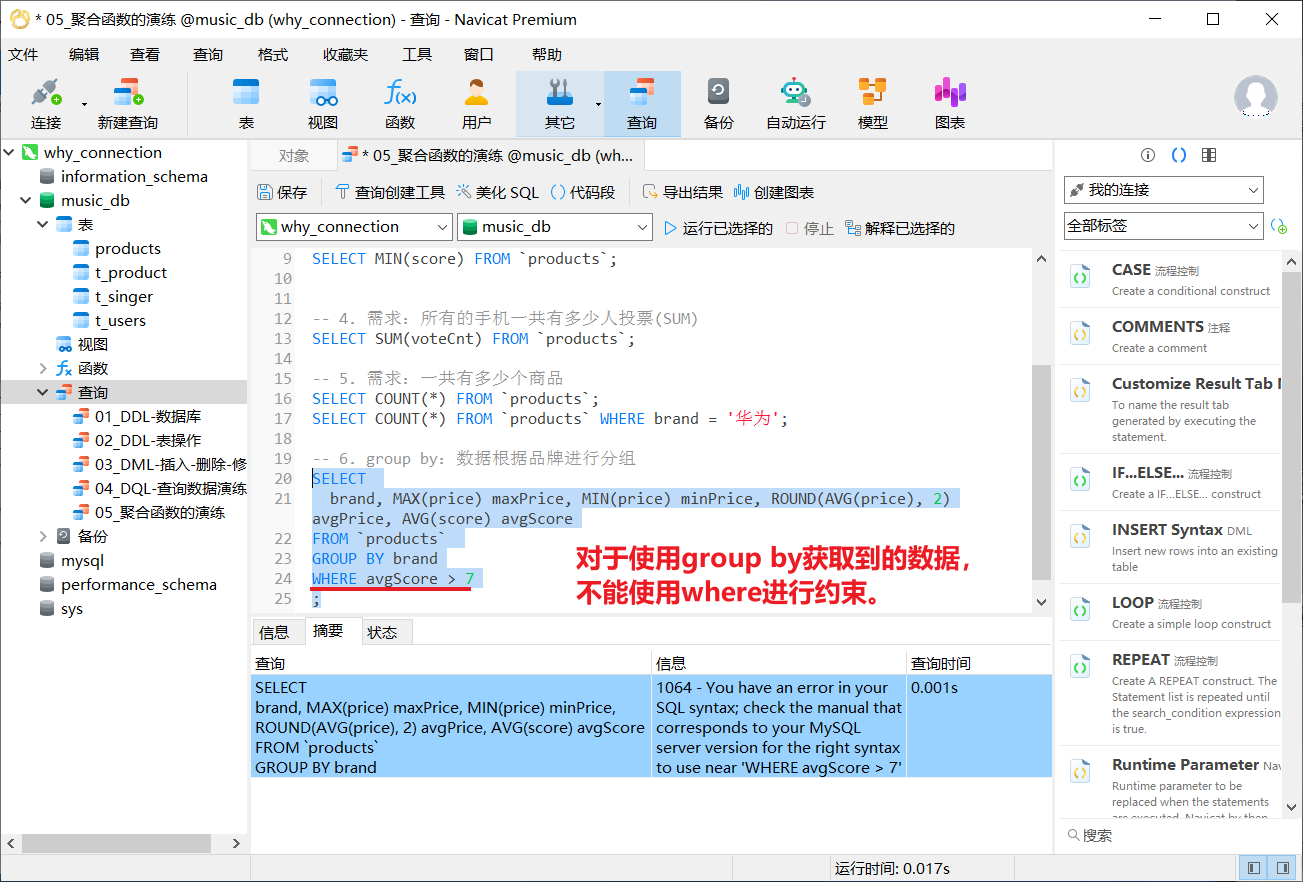 * 05_聚合函数的演练 @music_db (why_connection) - 查询 - Navicat Premium
文件 编辑 查看 查询 格式 收藏夹 工具 窗口 帮助
连接 新建查询 表 视图 函数 用户 其它 查询 备份 自动运行 模型 图表
why_connection
information_schema
music_db
表
products
t_product
t_singer
t_users
视图
函数
查询
01_DDL-数据库
02_DDL-表操作
03_DML-插入-删除-修
04_DQL-查询数据演练
05_聚合函数的演练
备份
mysql
performance_schema
sys
对象 * 05_聚合函数的演练 @music_db (wh...
保存 查询创建工具 美化 SQL 代码段 导出结果 创建图表
why_connection music_db 运行已选择的 停止 解释已选择的
9 SELECT MIN(score) FROM `products`;
10
11
12 -- 4. 需求：所有的手机一共有多少人投票(SUM)
13 SELECT SUM(voteCnt) FROM `products`;
14
15 -- 5. 需求：一共有多少个商品
16 SELECT COUNT(*) FROM `products`;
17 SELECT COUNT(*) FROM `products` WHERE brand = '华为';
18
19 -- 6. group by：数据根据品牌进行分组
20 SELECT
21 brand, MAX(price) maxPrice, MIN(price) minPrice, ROUND(AVG(price), 2)
avgPrice, AVG(score) avgScore
22 FROM `products`
23 GROUP BY brand
24 WHERE avgScore > 7
25 ;
对于使用group by获取到的数据，
不能使用where进行约束。
信息 摘要 状态
查询 信息 查询时间
SELECT
brand, MAX(price) maxPrice, MIN(price) minPrice,
ROUND(AVG(price), 2) avgPrice, AVG(score) avgScore
FROM `products`
GROUP BY brand
1064 - You have an error in your
SQL syntax; check the manual that
corresponds to your MySQL
server version for the right syntax
to use near 'WHERE avgScore > 7'
0.001s
我的连接
全部标签
CASE 流程控制
Create a conditional construct
COMMENTS 注释
Create a comment
Customize Result Tab
To name the result tab
generated by executing the
statement.
IF...ELSE... 流程控制
Create a IF...ELSE... construct
INSERT Syntax DML
Insert new rows into an existing
table
LOOP 流程控制
Create a simple loop construct
REPEAT 流程控制
Create A REPEAT construct. The
Statement list is repeated until
the search_condition expression
is true.
Runtime Parameter Nav
Runtime parameter to be
replaced when the statements
are executed. Navicat by then
搜索
运行时间: 0.017s